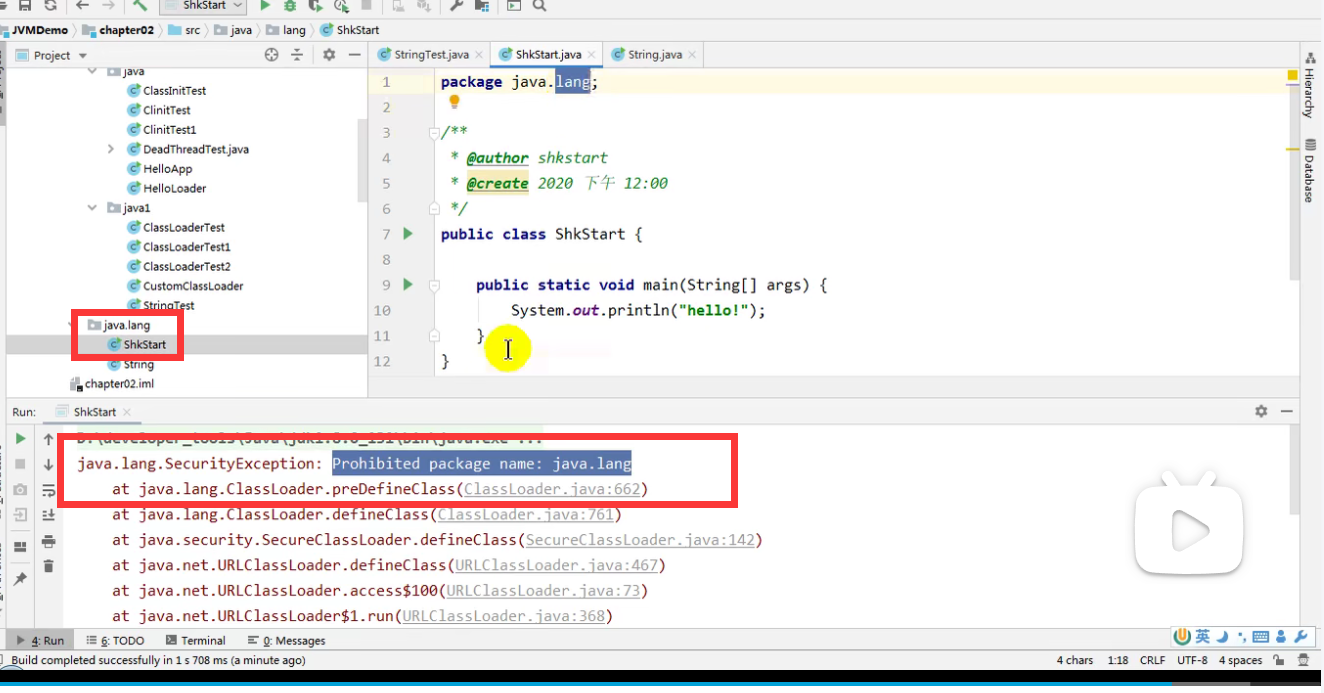 ShkStart
JVMDemo
chapter02
src
java
lang
ShkStart
Project
StringTest.java
ShkStart.java
String.java
java
ClassInitTest
ClinitTest
ClinitTest1
DeadThreadTest.java
HelloApp
HelloLoader
java1
ClassLoaderTest
ClassLoaderTest1
ClassLoaderTest2
CustomClassLoader
StringTest
java.lang
ShkStart
String
chapter02.iml
1 package java.lang;
2
3 /**
4 * @author shkstart
5 * @create 2020 下午 12:00
6 */
7 public class ShkStart {
8
9 public static void main(String[] args) {
10 System.out.println("hello!");
11 }
12 }
Hierarchy
Database
Run: ShkStart
D:\developer_tools\Java\jdk1.8.0_131\bin\java.exe ...
java.lang.SecurityException: Prohibited package name: java.lang
at java.lang.ClassLoader.preDefineClass(ClassLoader.java:662)
at java.lang.ClassLoader.defineClass(ClassLoader.java:761)
at java.security.SecureClassLoader.defineClass(SecureClassLoader.java:142)
at java.net.URLClassLoader.defineClass(URLClassLoader.java:467)
at java.net.URLClassLoader.access$100(URLClassLoader.java:73)
at java.net.URLClassLoader$1.run(URLClassLoader.java:368)
4: Run 6: TODO Terminal 0: Messages
英
Build completed successfully in 1 s 708 ms (a minute ago)
4 chars 1:18 CRLF UTF-8 4 spaces